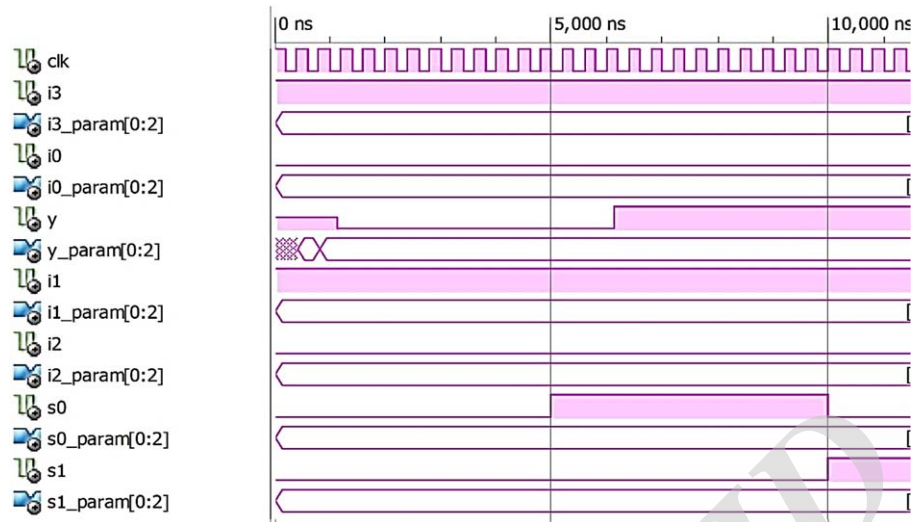 0 ns 5,000 ns 10,000 ns
clk
i3
i3_param[0:2]
i0
i0_param[0:2]
y
y_param[0:2]
i1
i1_param[0:2]
i2
i2_param[0:2]
s0
s0_param[0:2]
s1
s1_param[0:2]